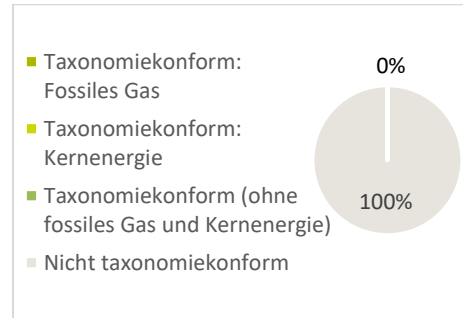 Taxonomiekonform:
Fossiles Gas
Taxonomiekonform:
Kernenergie
Taxonomiekonform (ohne
fossiles Gas und Kernenergie)
Nicht taxonomiekonform
0%
100%